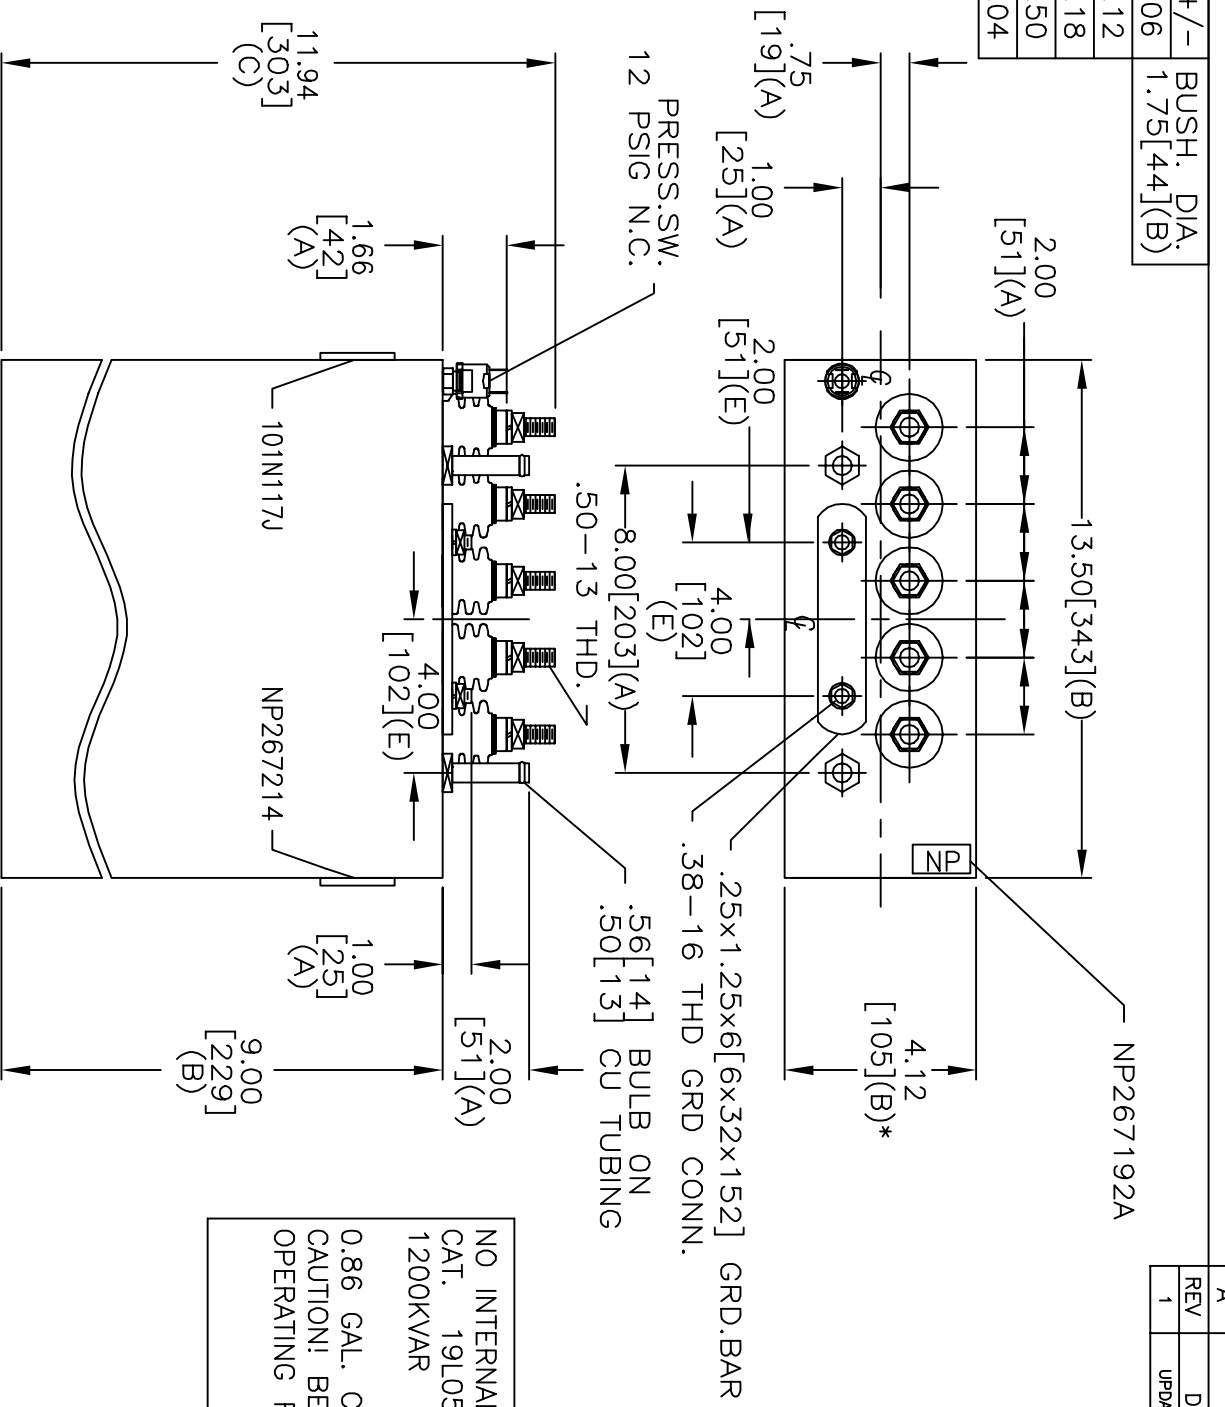 +/-
BUSH. DIA.
06
1.75[44](B)
12
18
50
04
A
REV
D
1
UPDA
2.00
[51](A)
13.50[343](B)
NP267192A
.75
[19](A)
1.00
[25](A)
NP
4.12
[105](B)*
2.00
[51](E)
4.00
[102]
(E)
8.00[203](A)
.25x1.25x6[6x32x152] GRD.BAR
.38-16 THD GRD CONN.
PRESS.SW.
12 PSIG N.C.
.50-13 THD.
.56[14] BULB ON
.50[13] CU TUBING
11.94
[303]
(C)
1.66
[42]
(A)
4.00
[102](E)
2.00
[51](A)
1.00
[25]
(A)
101N117J
NP267214
9.00
[229]
(B)
NO INTERNAL
CAT. 19L05
1200KVAR
0.86 GAL. C
CAUTION! BE
OPERATING